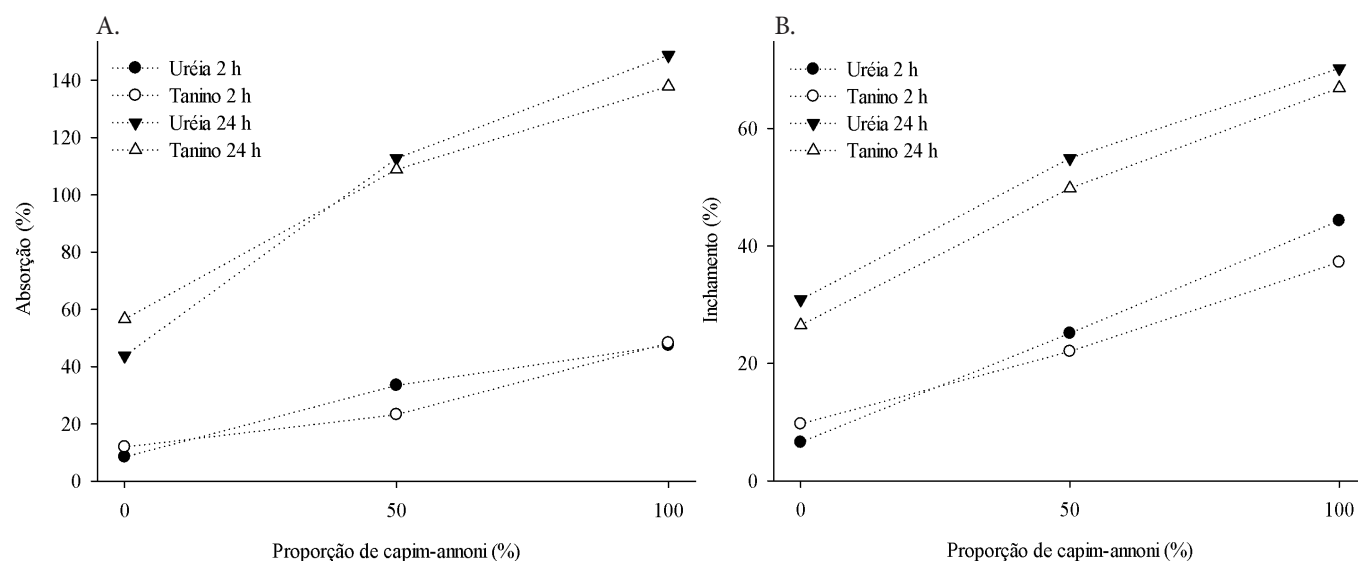 A.
Uréia 2 h
Tanino 2 h
Uréia 24 h
Tanino 24 h
140
120
100
80
60
40
20
0
Absorção (%)
0 50 100
Proporção de capim-annoni (%)
B.
Uréia 2 h
Tanino 2 h
Uréia 24 h
Tanino 24 h
60
40
20
0
Inchamento (%)
0 50 100
Proporção de capim-annoni (%)